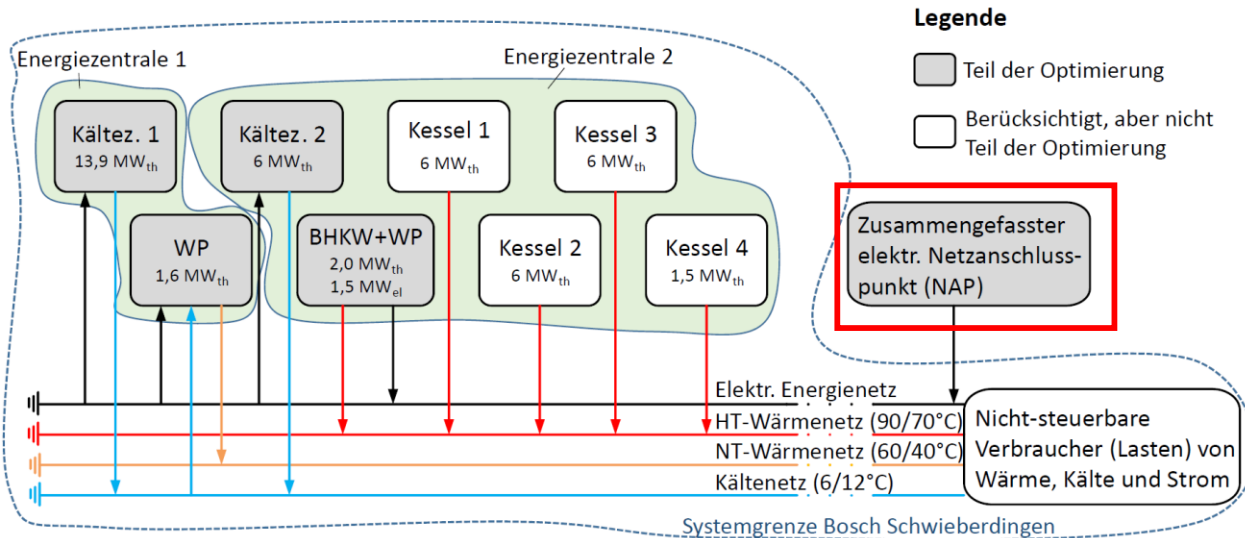 Legende
Teil der Optimierung
Berücksichtigt, aber nicht
Teil der Optimierung
Energiezentrale 1
Energiezentrale 2
Kältez. 1
13,9 MWth
Kältez. 2
6 MWth
Kessel 1
6 MWth
Kessel 3
6 MWth
WP
1,6 MWth
BHKW+WP
2,0 MWth
1,5 MWel
Kessel 2
6 MWth
Kessel 4
1,5 MWth
Zusammengefasster
elektr. Netzanschluss-
punkt (NAP)
Elektr. Energienetz
HT-Wärmenetz (90/70°C)
NT-Wärmenetz (60/40°C)
Kältenetz (6/12°C)
Nicht-steuerbare
Verbraucher (Lasten) von
Wärme, Kälte und Strom
Systemgrenze Bosch Schwieberdingen